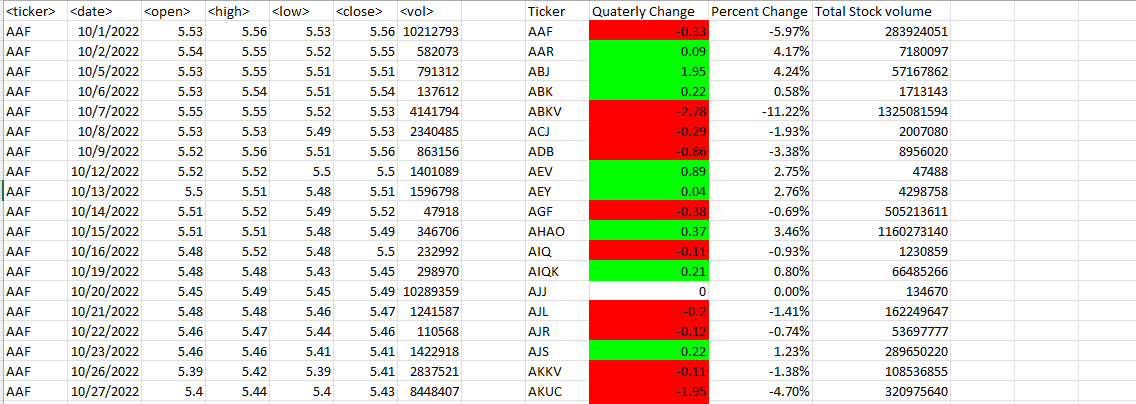 <ticker> <date> <open> <high> <low> <close> <vol> Ticker Quaterly Change Percent Change Total Stock volume
AAF 10/1/2022 5.53 5.56 5.53 5.56 10212793 AAF -0.33 -5.97% 283924051
AAF 10/2/2022 5.54 5.55 5.52 5.55 582073 AAR 0.09 4.17% 7180097
AAF 10/5/2022 5.53 5.55 5.51 5.51 791312 ABJ 1.95 4.24% 57167862
AAF 10/6/2022 5.53 5.54 5.51 5.54 137612 ABK 0.22 0.58% 1713143
AAF 10/7/2022 5.55 5.55 5.52 5.53 4141794 ABKV -2.78 -11.22% 1325081594
AAF 10/8/2022 5.53 5.53 5.49 5.53 2340485 ACJ -0.29 -1.93% 2007080
AAF 10/9/2022 5.52 5.56 5.51 5.56 863156 ADB -0.86 -3.38% 8956020
AAF 10/12/2022 5.52 5.52 5.5 5.5 1401089 AEV 0.89 2.75% 47488
AAF 10/13/2022 5.5 5.51 5.48 5.51 1596798 AEY 0.04 2.76% 4298758
AAF 10/14/2022 5.51 5.52 5.49 5.52 47918 AGF -0.38 -0.69% 505213611
AAF 10/15/2022 5.51 5.51 5.48 5.49 346706 AHAO 0.37 3.46% 1160273140
AAF 10/16/2022 5.48 5.52 5.48 5.5 232992 AIQ -0.11 -0.93% 1230859
AAF 10/19/2022 5.48 5.48 5.43 5.45 298970 AIQK 0.21 0.80% 66485266
AAF 10/20/2022 5.45 5.49 5.45 5.49 10289359 AJJ 0 0.00% 134670
AAF 10/21/2022 5.48 5.48 5.46 5.47 1241587 AJL -0.2 -1.41% 162249647
AAF 10/22/2022 5.46 5.47 5.44 5.46 110568 AJR -0.12 -0.74% 53697777
AAF 10/23/2022 5.46 5.46 5.41 5.41 1422918 AJS 0.22 1.23% 289650220
AAF 10/26/2022 5.39 5.42 5.39 5.41 2837521 AKKV -0.11 -1.38% 108536855
AAF 10/27/2022 5.4 5.44 5.4 5.43 8448407 AKUC -1.95 -4.70% 320975640